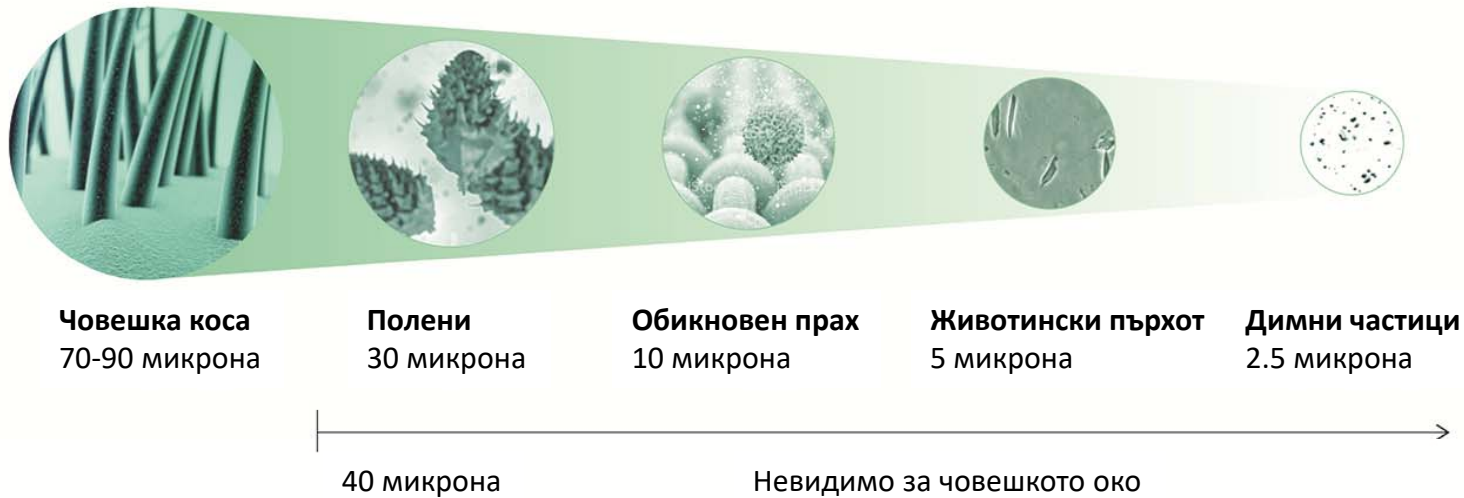 Човешка коса
70-90 микрона
Полени
30 микрона
Обикновен прах
10 микрона
Животински пърхот
5 микрона
Димни частици
2.5 микрона
40 микрона
Невидимо за човешкото око